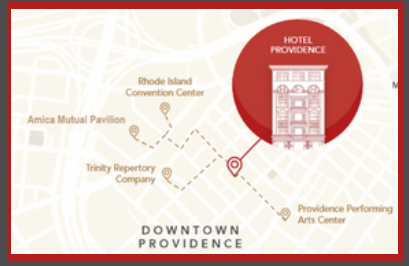 HOTEL
PROVIDENCE
Rhode Island
Convention Center
Amica Mutual Pavilion
Trinity Repertory
Company
Providence Performing
Arts Center
DOWNTOWN
PROVIDENCE